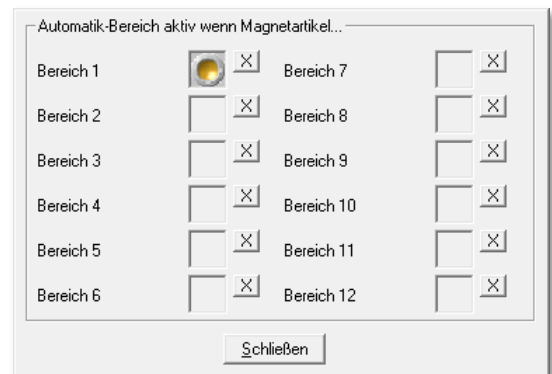 Automatik-Bereich aktiv wenn Magnetartikel...
Bereich 1 X Bereich 7 X
Bereich 2 X Bereich 8 X
Bereich 3 X Bereich 9 X
Bereich 4 X Bereich 10 X
Bereich 5 X Bereich 11 X
Bereich 6 X Bereich 12 X
Schließen